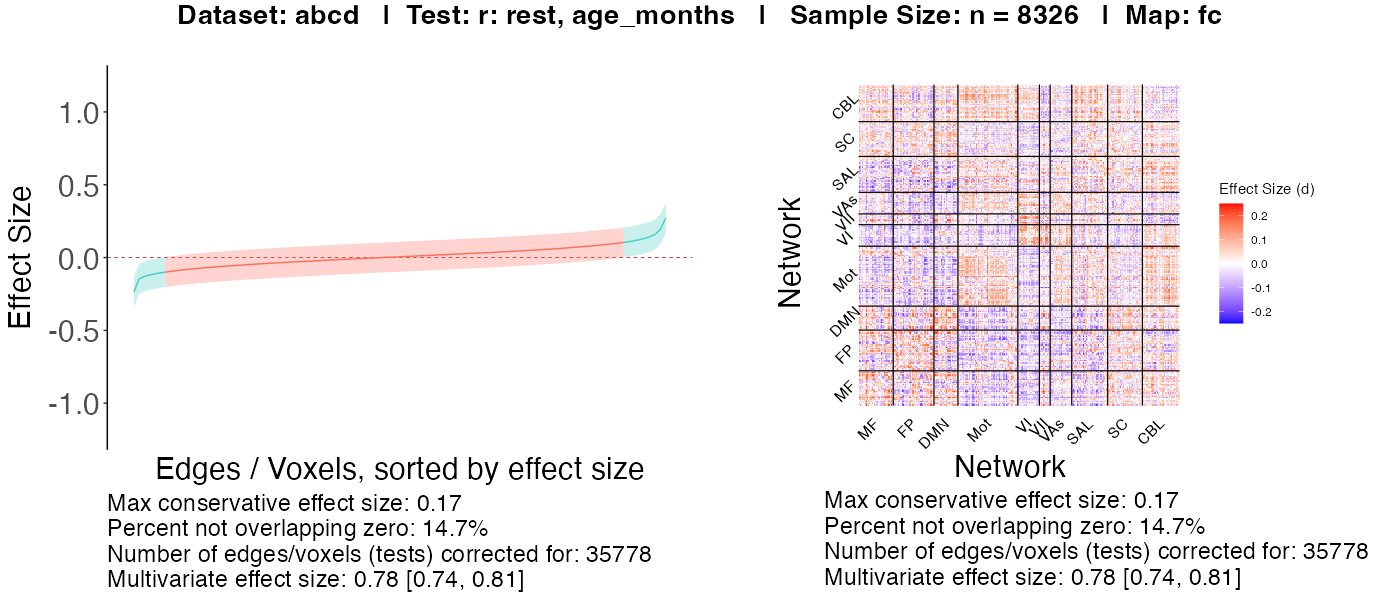 Dataset: abcd | Test: r: rest, age_months | Sample Size: n = 8326 | Map: fc
Effect Size
1.0
0.5
0.0
-0.5
-1.0
Edges / Voxels, sorted by effect size
Max conservative effect size: 0.17
Percent not overlapping zero: 14.7%
Number of edges/voxels (tests) corrected for: 35778
Multivariate effect size: 0.78 [0.74, 0.81]
Network
CBL
SC
SAL
VAs
VII
VI
Mot
DMN
FP
MF
MF
FP
DMN
Mot
VI
VII
VAs
SAL
SC
CBL
Network
Effect Size (d)
0.2
0.1
0.0
-0.1
-0.2
Max conservative effect size: 0.17
Percent not overlapping zero: 14.7%
Number of edges/voxels (tests) corrected for: 35778
Multivariate effect size: 0.78 [0.74, 0.81]